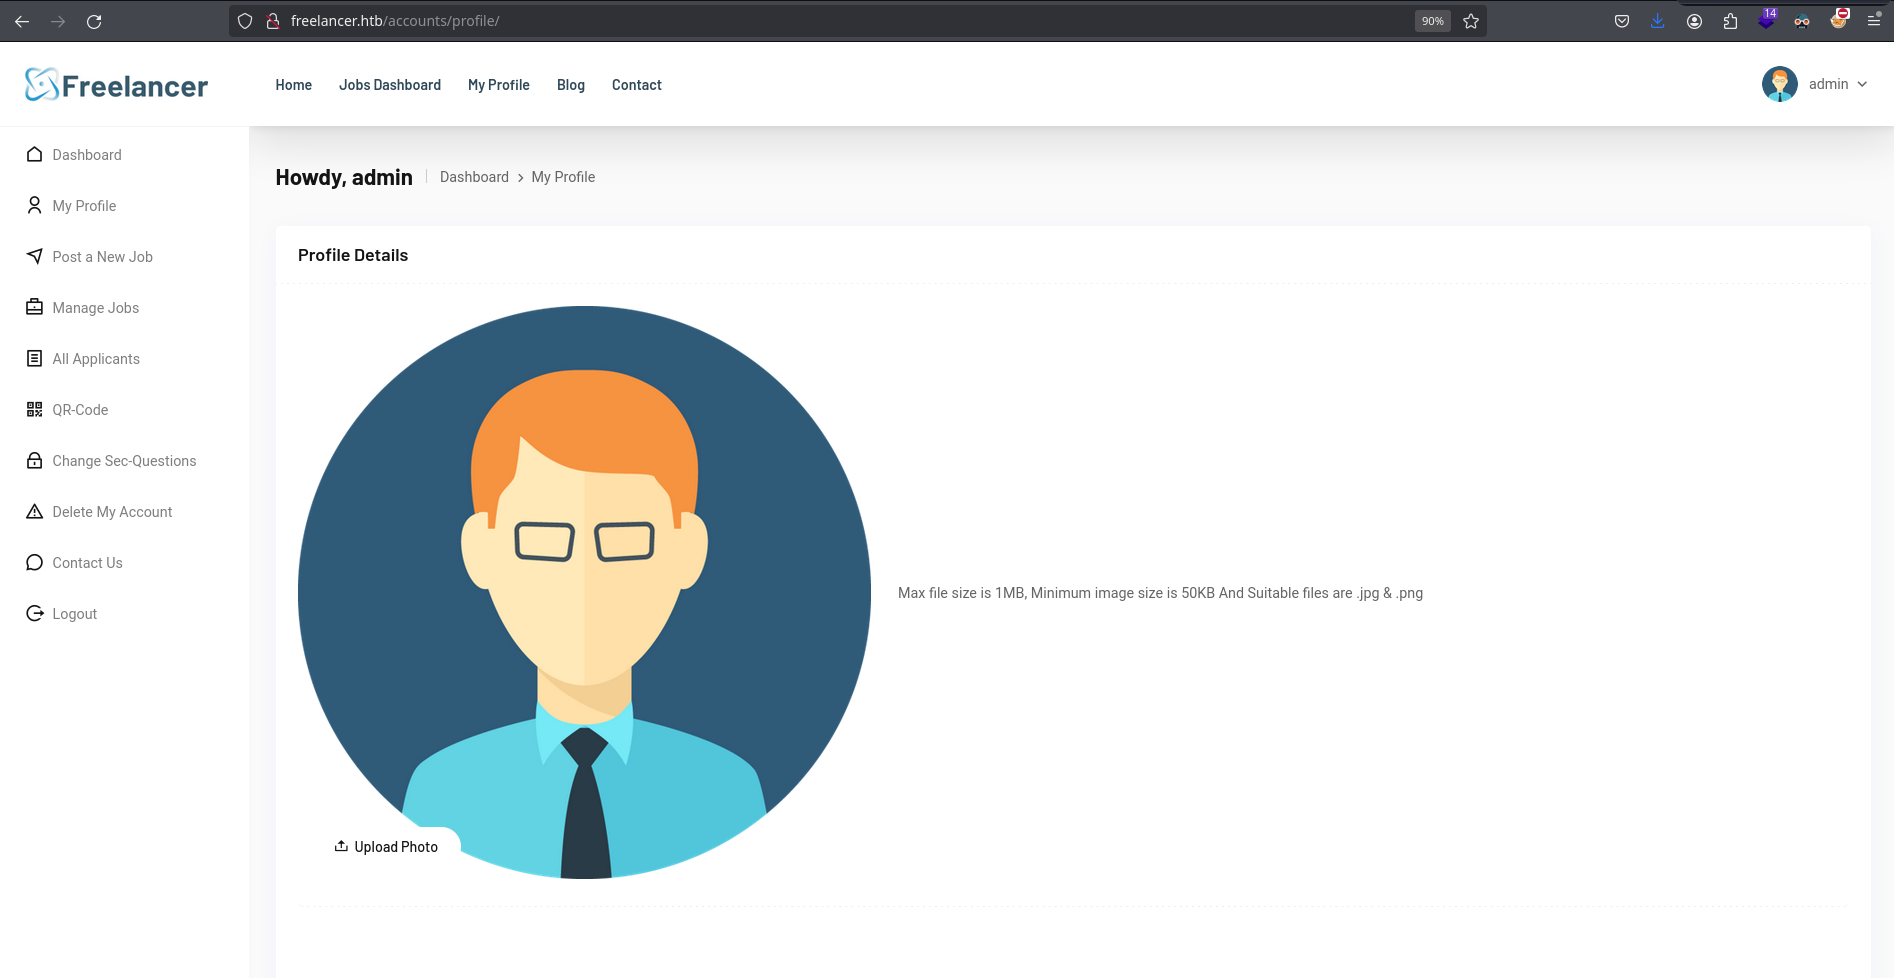 freelancer.htb/accounts/profile/
90%
14
Freelancer
Home
Jobs Dashboard
My Profile
Blog
Contact
admin
Dashboard
My Profile
Post a New Job
Manage Jobs
All Applicants
QR-Code
Change Sec-Questions
Delete My Account
Contact Us
Logout
Howdy, admin
Dashboard > My Profile
Profile Details
Max file size is 1MB, Minimum image size is 50KB And Suitable files are .jpg & .png
Upload Photo